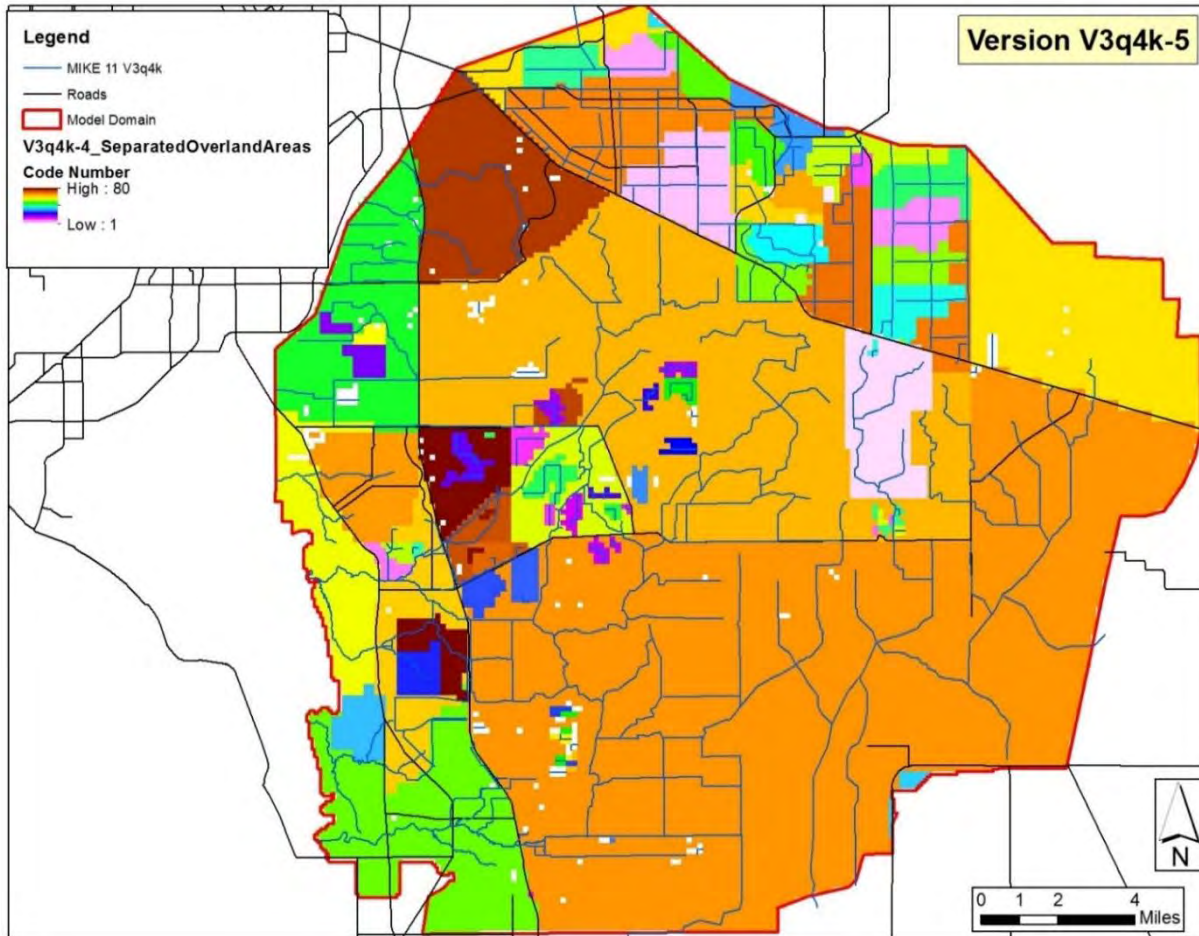 Legend
MIKE 11 V3q4k
Roads
Model Domain
V3q4k-4_SeparatedOverlandAreas
Code Number
High : 80
Low : 1
Version V3q4k-5
N
0 1 2 4
Miles